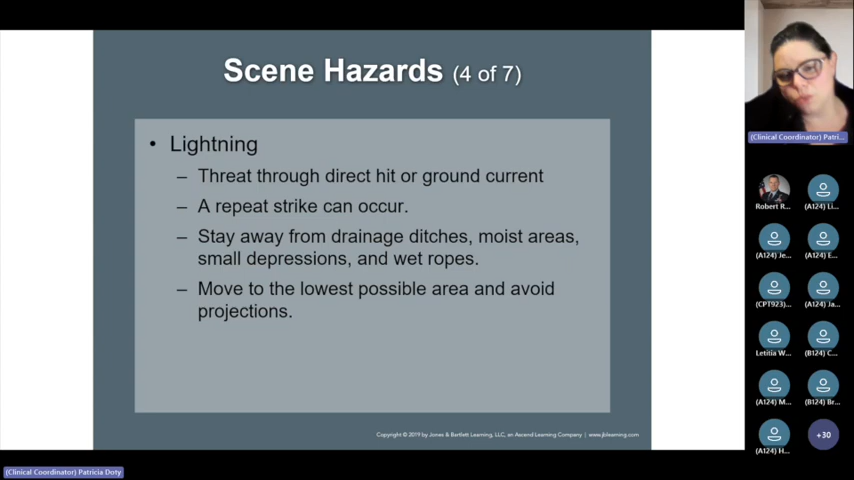 Scene Hazards (4 of 7)
• Lightning
– Threat through direct hit or ground current
– A repeat strike can occur.
– Stay away from drainage ditches, moist areas,
small depressions, and wet ropes.
– Move to the lowest possible area and avoid
projections.
Copyright © 2019 by Jones & Bartlett Learning, LLC, an Ascend Learning Company | www.jblearning.com
(Clinical Coordinator) Patri...
Robert R...
(A124) Li...
(A124) Je...
(A124) E...
(CPT923)...
(A124) Ja...
Letitia W...
(B124) C...
(A124) M...
(B124) Br...
(A124) H...
+30
(Clinical Coordinator) Patricia Doty